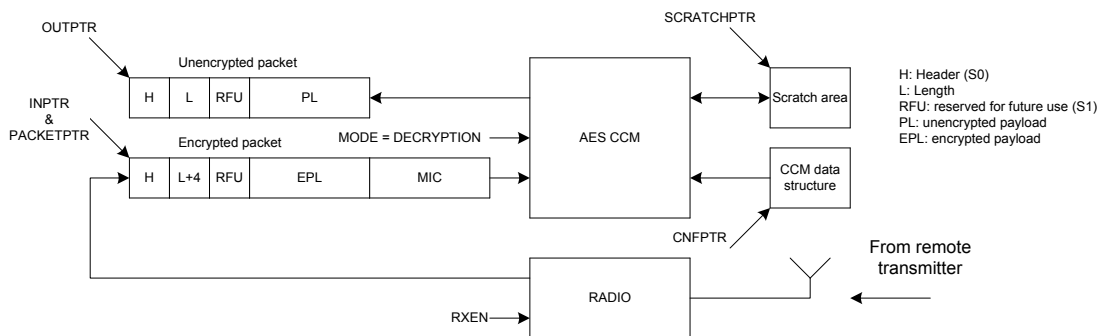 SCRATCHPTR
OUTPTR
Unencrypted packet
H L RFU PL
Scratch area
H: Header (S0)
L: Length
RFU: reserved for future use (S1)
PL: unencrypted payload
EPL: encrypted payload
INPTR
&
PACKETPTR
MODE = DECRYPTION
AES CCM
Encrypted packet
H L+4 RFU EPL MIC
CCM data
structure
CNFPTR
From remote
transmitter
RADIO
RXEN